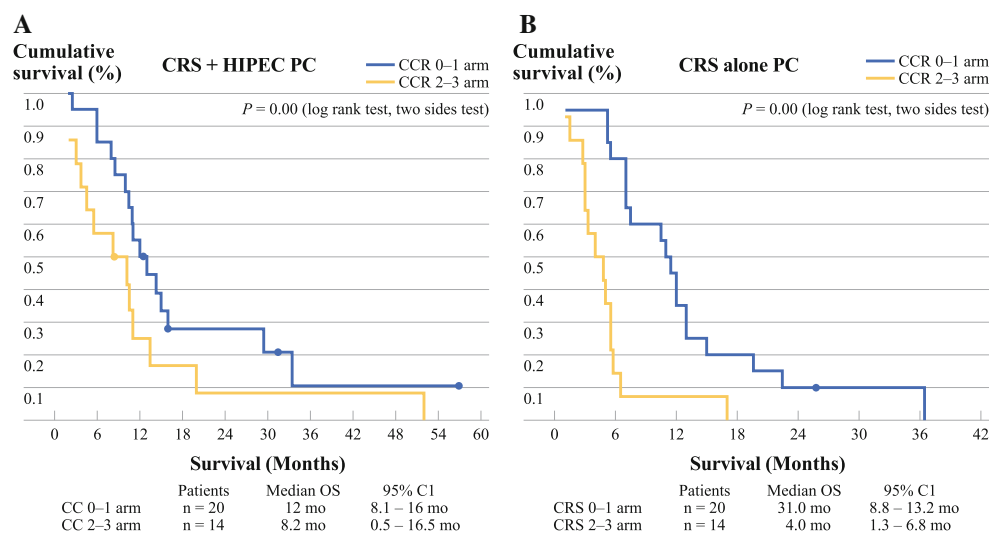 A
Cumulative
survival (%)
CRS + HIPEC PC
CCR 0–1 arm
CCR 2–3 arm
P = 0.00 (log rank test, two sides test)
1.0
0.9
0.8
0.7
0.6
0.5
0.4
0.3
0.2
0.1
0 6 12 18 24 30 36 42 48 54 60
Survival (Months)
Patients Median OS 95% C1
CC 0–1 arm n = 20 12 mo 8.1 – 16 mo
CC 2–3 arm n = 14 8.2 mo 0.5 – 16.5 mo
B
Cumulative
survival (%)
CRS alone PC
CCR 0–1 arm
CCR 2–3 arm
P = 0.00 (log rank test, two sides test)
1.0
0.9
0.8
0.7
0.6
0.5
0.4
0.3
0.2
0.1
0 6 12 18 24 30 36 42
Survival (Months)
Patients Median OS 95% C1
CRS 0–1 arm n = 20 31.0 mo 8.8 – 13.2 mo
CRS 2–3 arm n = 14 4.0 mo 1.3 – 6.8 mo